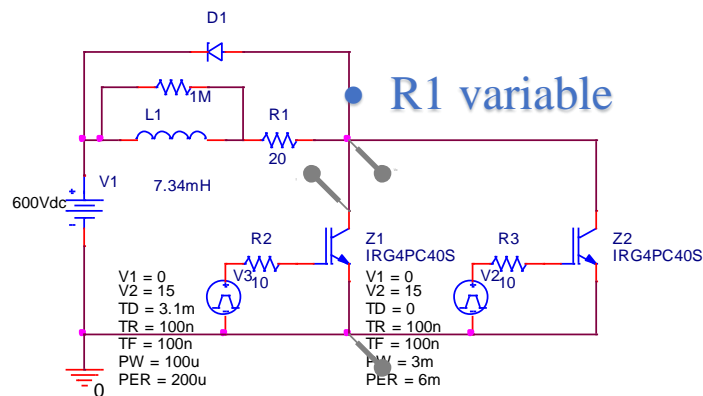 D1
1M
R1 variable
L1
R1
20
V1
7.34mH
600Vdc
R2
Z1
IRG4PC40S
R3
Z2
IRG4PC40S
V3
10
V2
10
V1 = 0
V2 = 15
TD = 3.1m
TR = 100n
TF = 100n
PW = 100u
PER = 200u
V1 = 0
V2 = 15
TD = 0
TR = 100n
TF = 100n
PW = 3m
PER = 6m
0